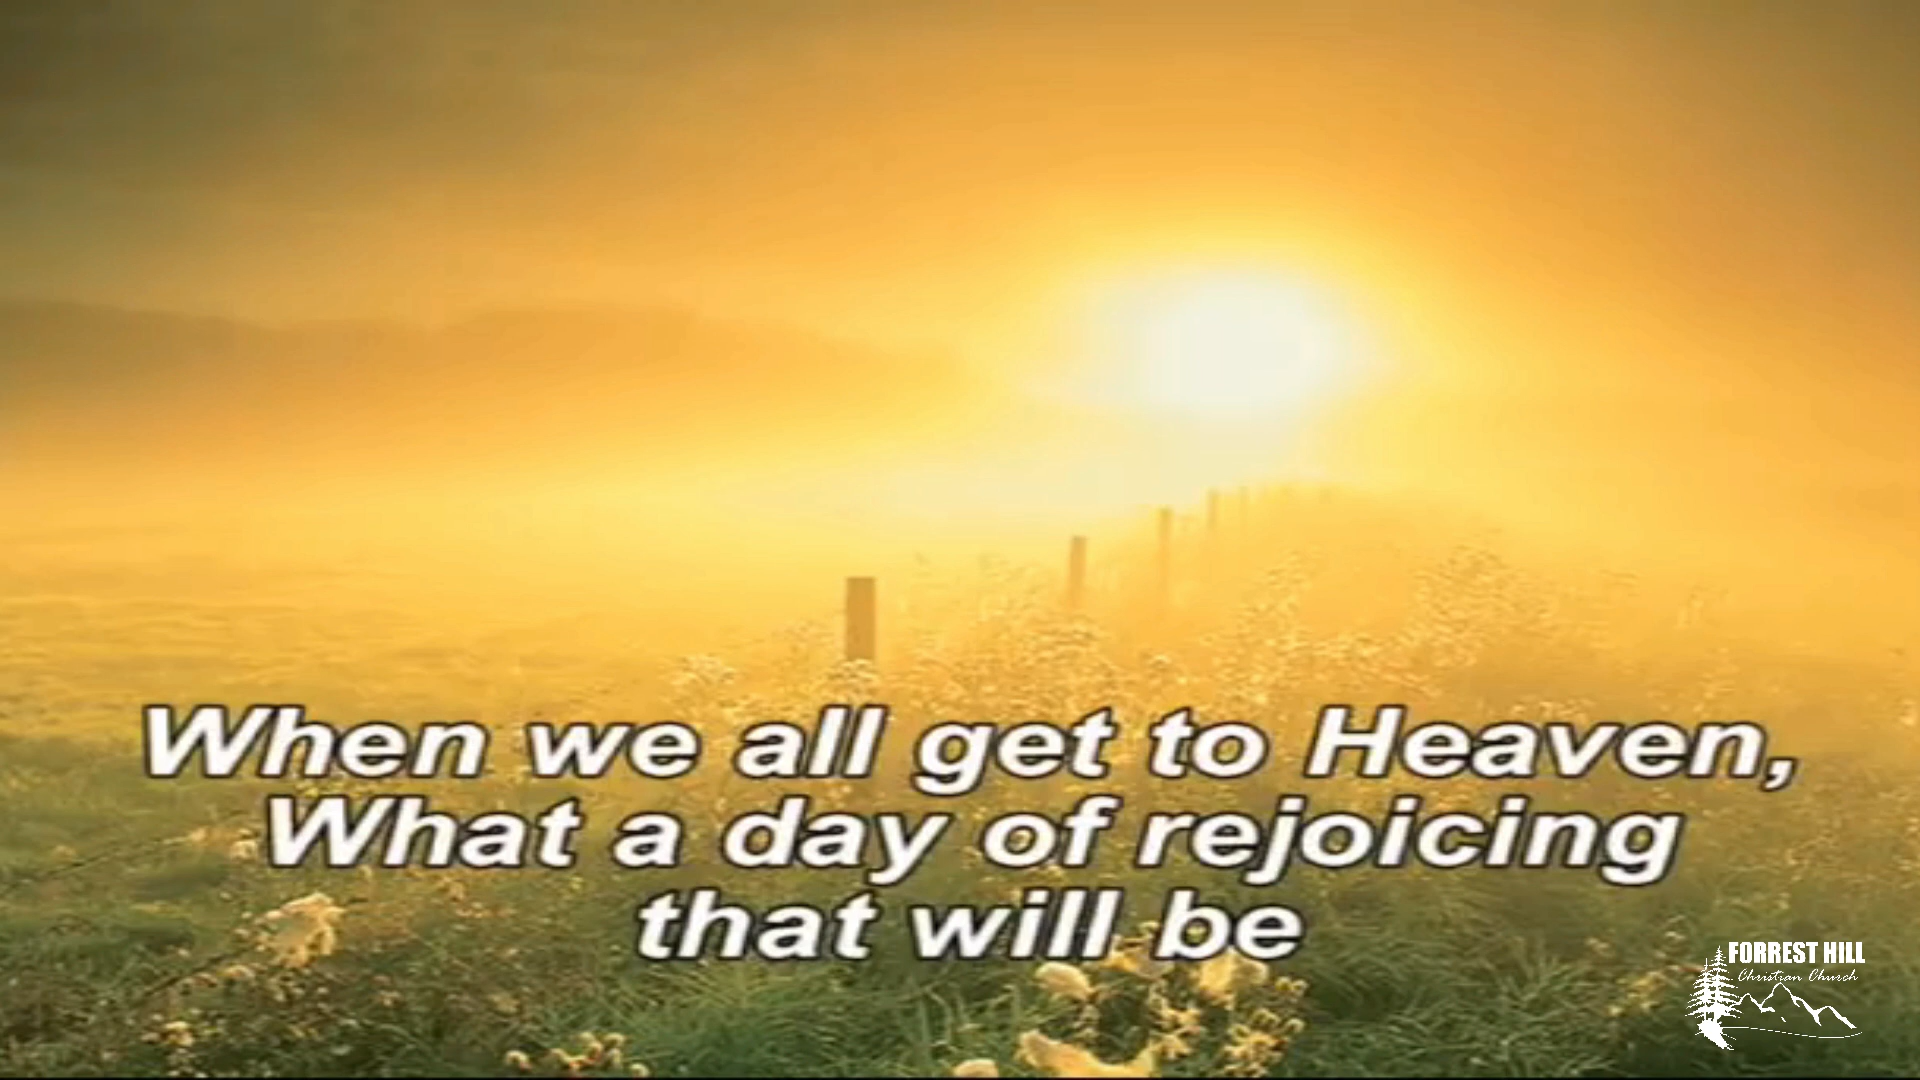 When we all get to Heaven,
What a day of rejoicing
that will be
FORREST HILL
Christian Church